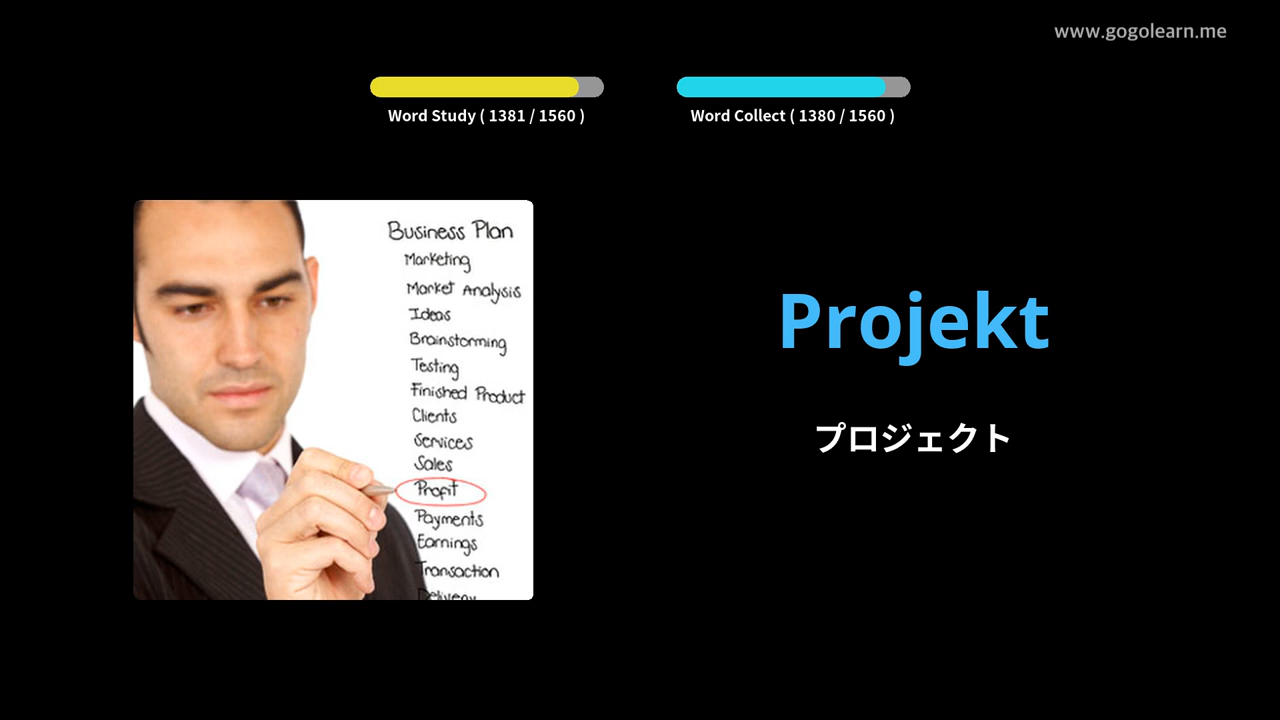 www.gogolearn.me
Word Study ( 1381 / 1560 )
Word Collect ( 1380 / 1560 )
Business Plan
Marketing
Market Analysis
Ideas
Brainstorming
Testing
Finished Product
Clients
Services
Sales
Profit
Payments
Earnings
Transaction
Delivery
Projekt
プロジェクト